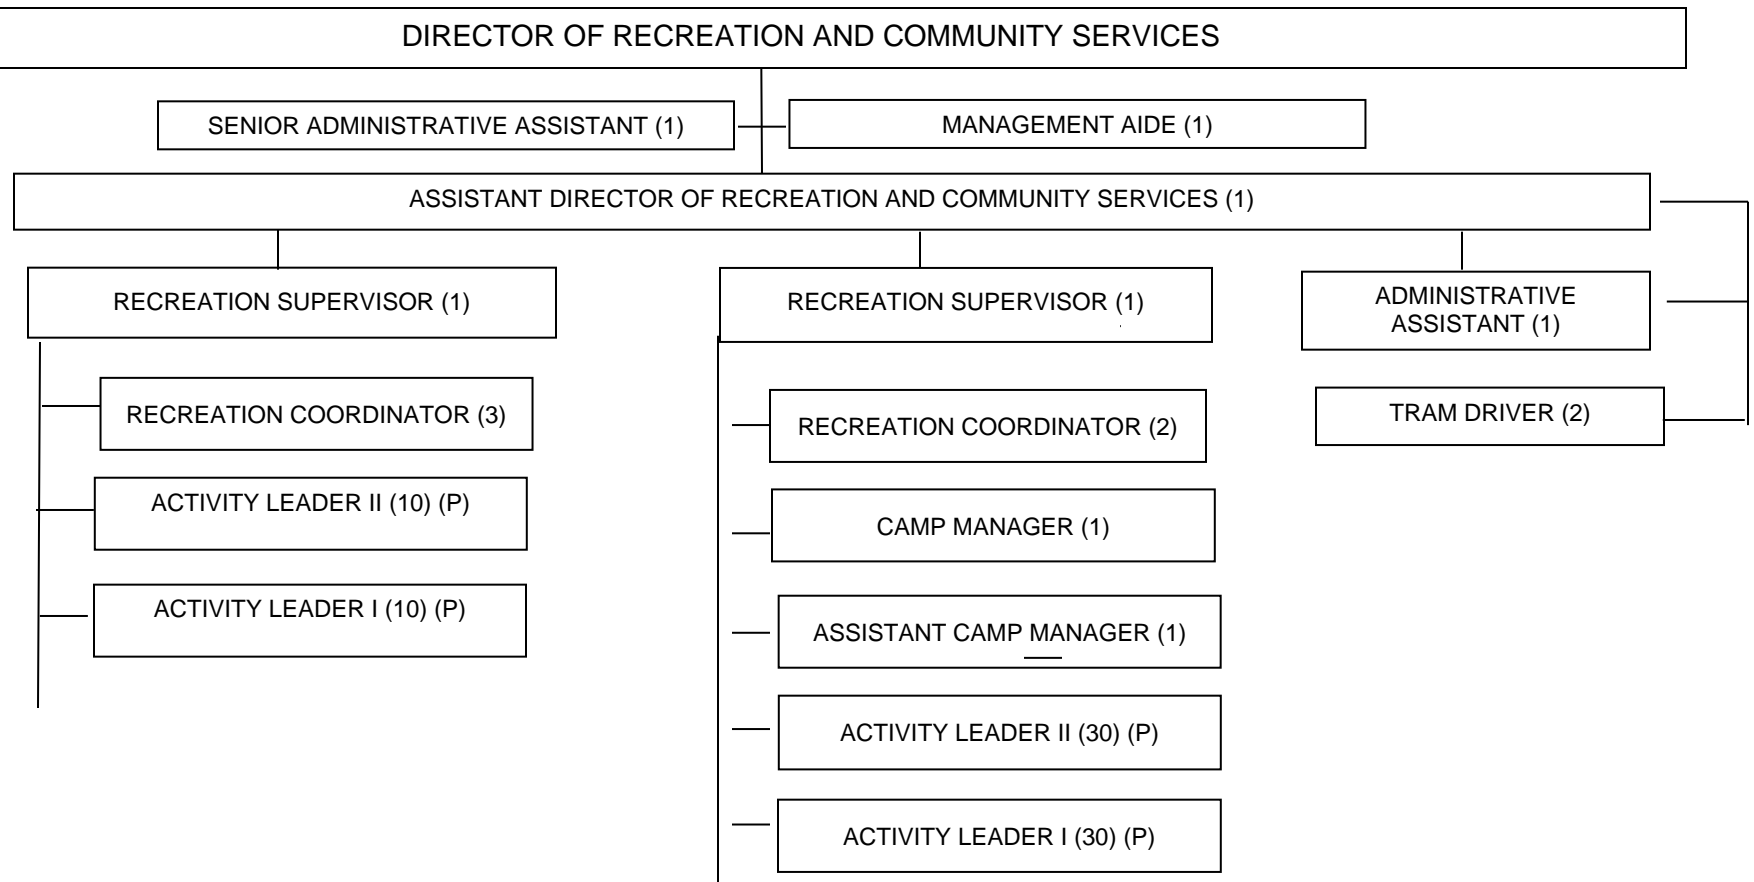 DIRECTOR OF RECREATION AND COMMUNITY SERVICES
SENIOR ADMINISTRATIVE ASSISTANT (1)
MANAGEMENT AIDE (1)
ASSISTANT DIRECTOR OF RECREATION AND COMMUNITY SERVICES (1)
RECREATION SUPERVISOR (1)
RECREATION COORDINATOR (3)
ACTIVITY LEADER II (10) (P)
ACTIVITY LEADER I (10) (P)
RECREATION SUPERVISOR (1)
RECREATION COORDINATOR (2)
CAMP MANAGER (1)
ASSISTANT CAMP MANAGER (1)
ACTIVITY LEADER II (30) (P)
ACTIVITY LEADER I (30) (P)
ADMINISTRATIVE
ASSISTANT (1)
TRAM DRIVER (2)